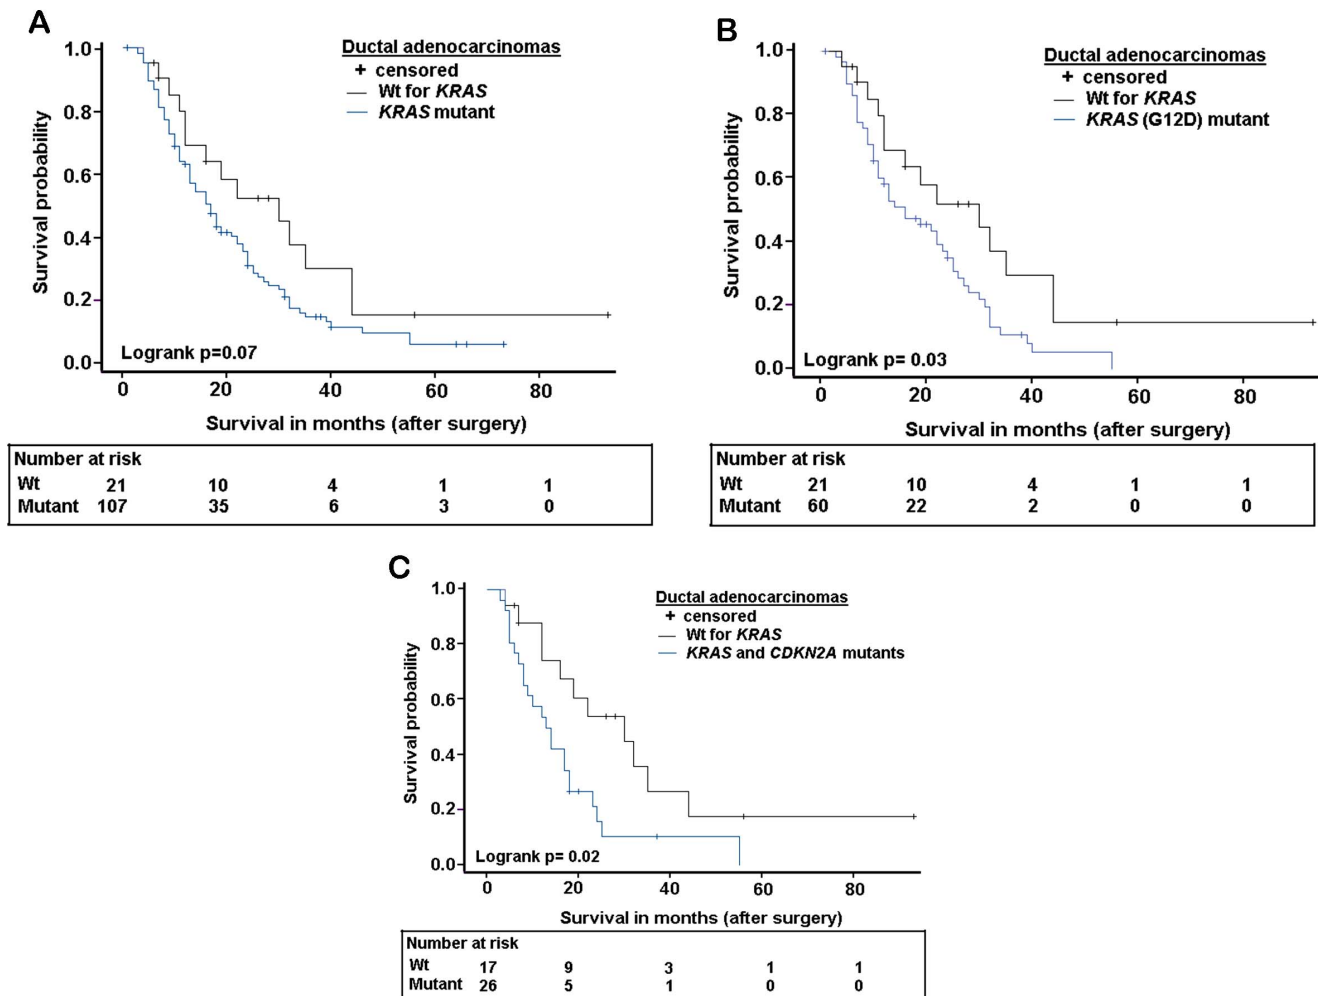 A
Ductal adenocarcinomas
+ censored
Wt for KRAS
KRAS mutant
Survival probability
1.0
0.8
0.6
0.4
0.2
0.0
Logrank p=0.07
0 20 40 60 80
Survival in months (after surgery)
Number at risk
Wt 21 10 4 1 1
Mutant 107 35 6 3 0
B
Ductal adenocarcinomas
+ censored
Wt for KRAS
KRAS (G12D) mutant
Survival probability
1.0
0.8
0.6
0.4
0.2
0.0
Logrank p= 0.03
0 20 40 60 80
Survival in months (after surgery)
Number at risk
Wt 21 10 4 1 1
Mutant 60 22 2 0 0
C
Ductal adenocarcinomas
+ censored
Wt for KRAS
KRAS and CDKN2A mutants
Survival probability
1.0
0.8
0.6
0.4
0.2
0.0
Logrank p= 0.02
0 20 40 60 80
Survival in months (after surgery)
Number at risk
Wt 17 9 3 1 1
Mutant 26 5 1 0 0